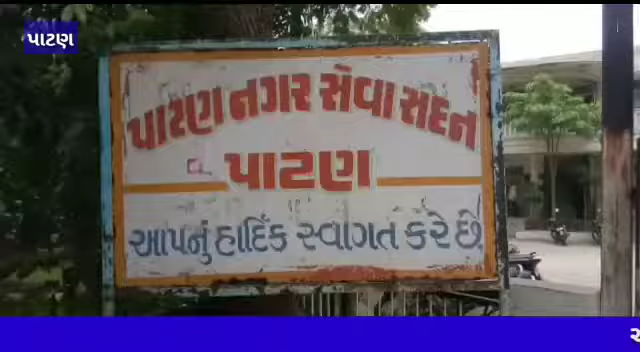 પાટણ
પાટણ નગર સેવા સદન
પાટણ
આપનું હાર્દિક સ્વાગત કરે છે